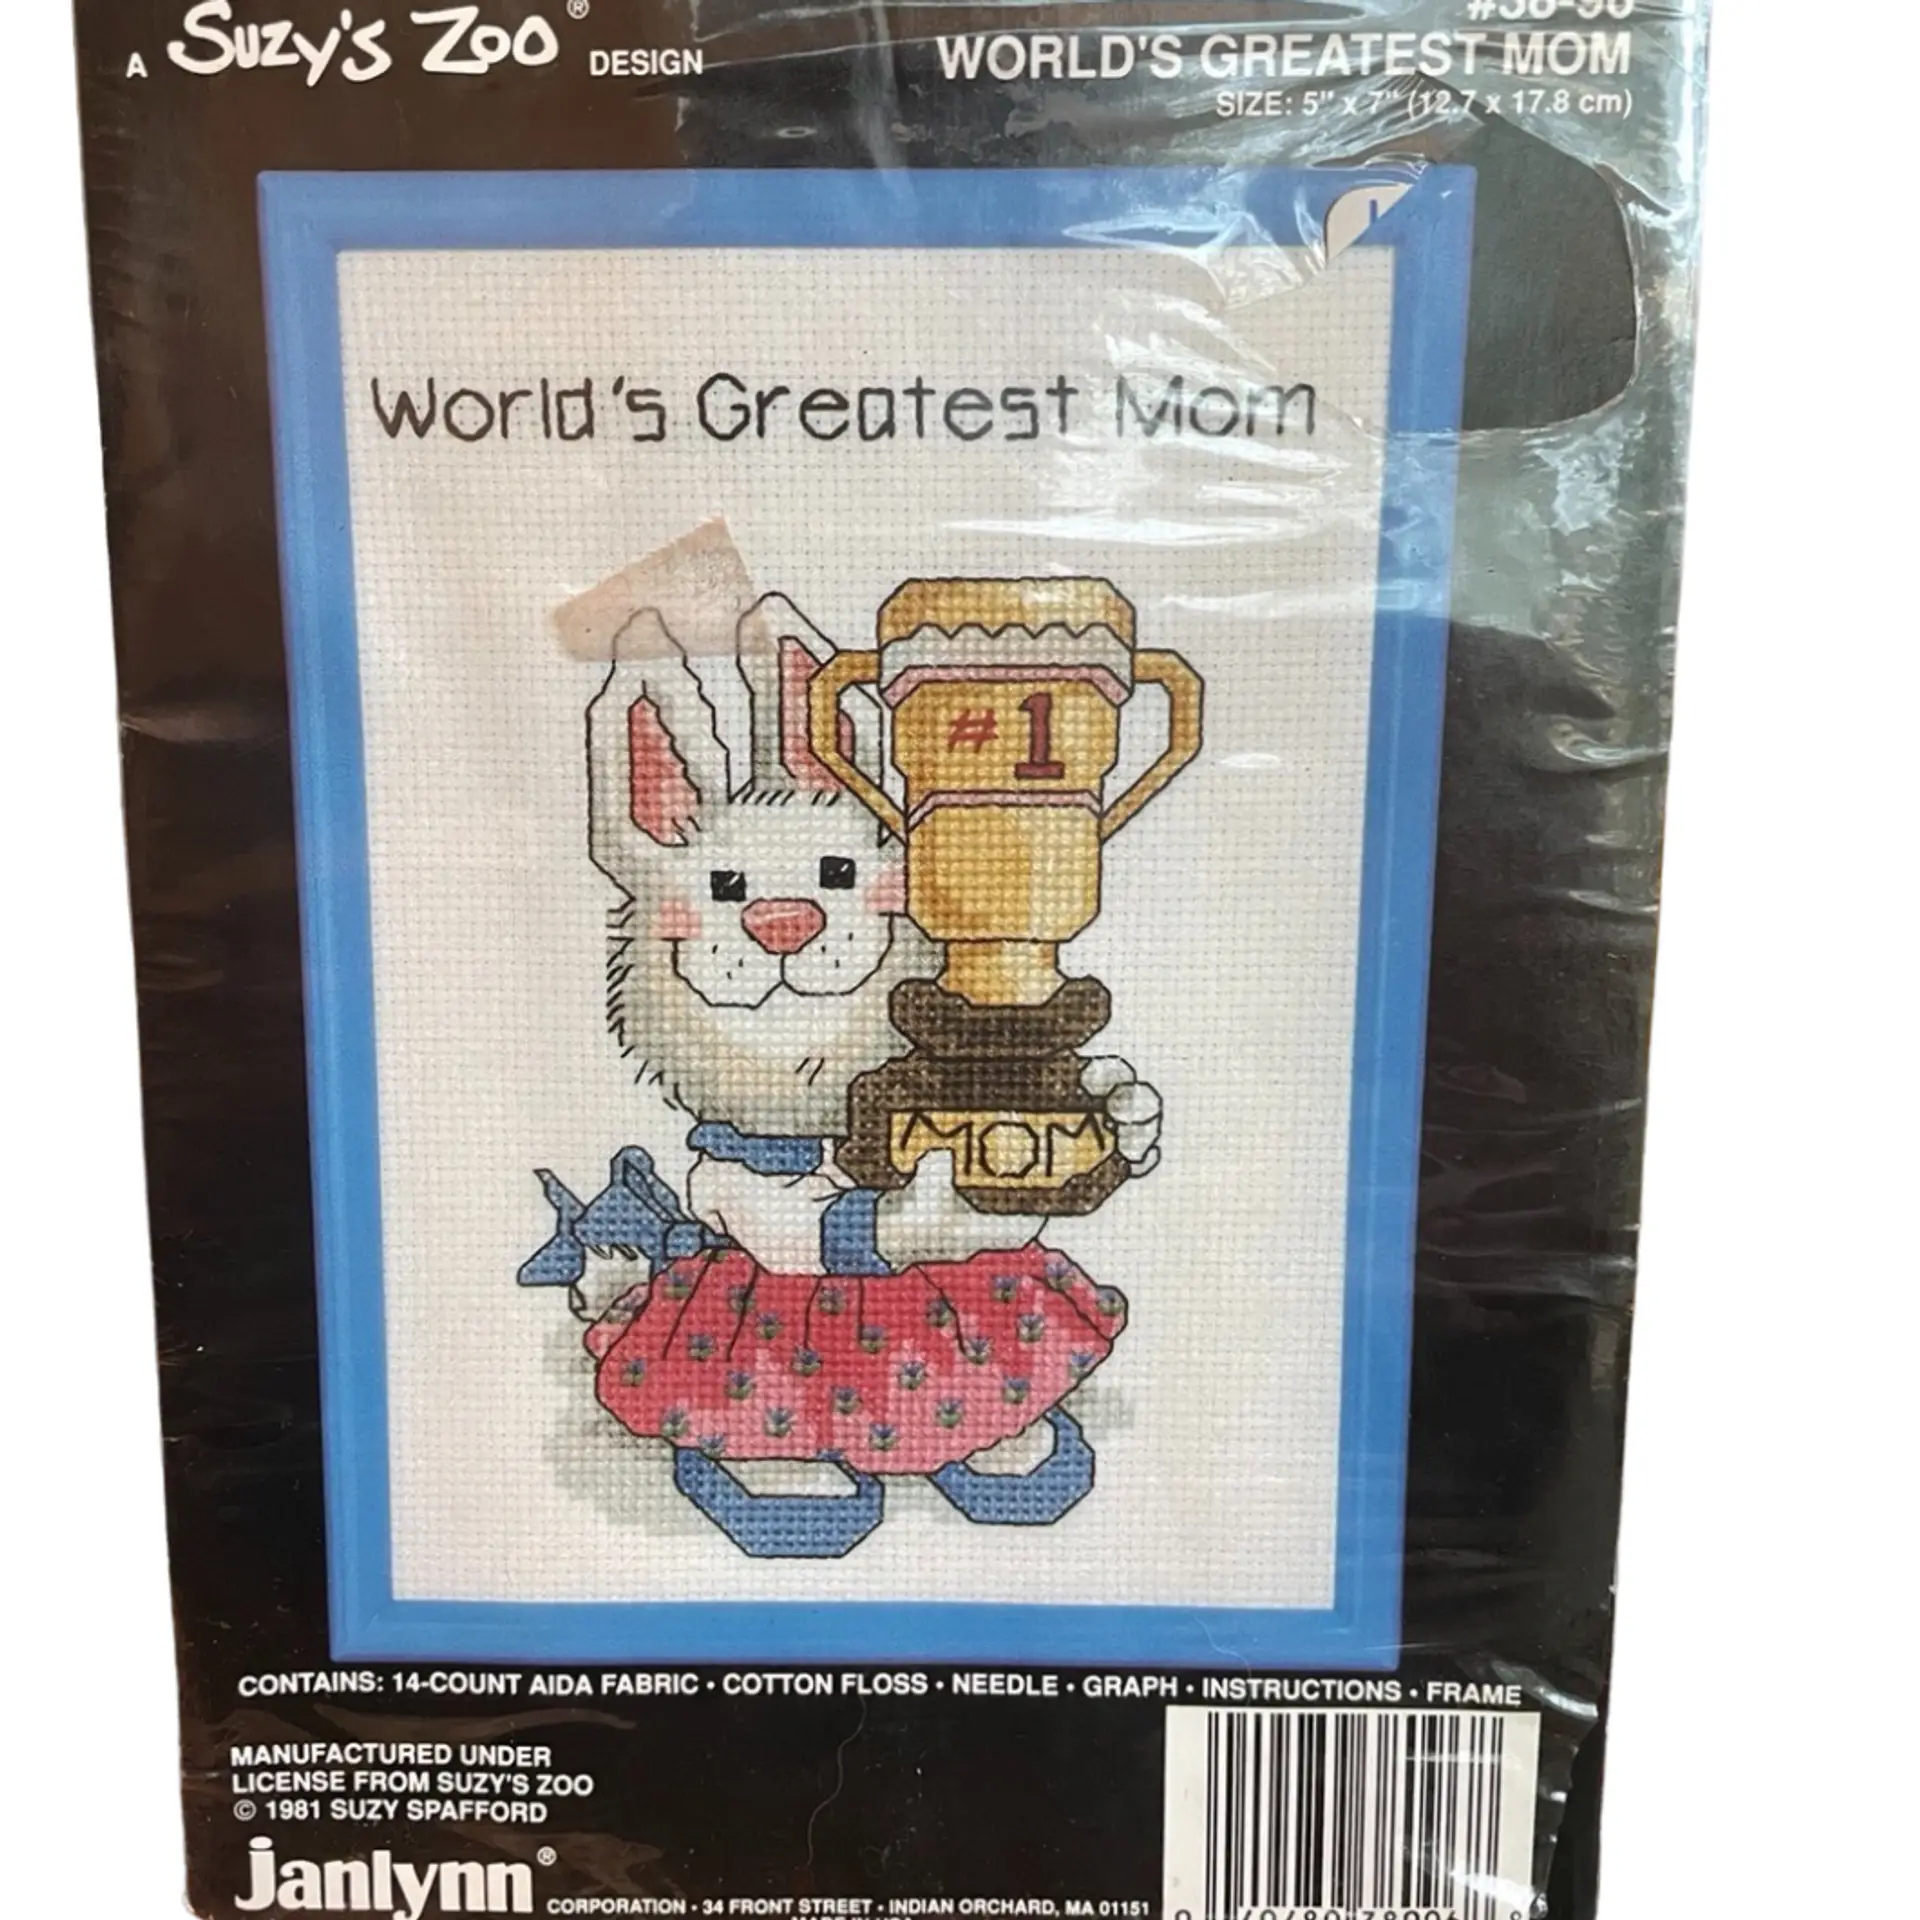 A Suzy's Zoo® DESIGN
WORLD'S GREATEST MOM
SIZE: 5" x 7" (12.7 x 17.8 cm)
World's Greatest Mom
#1
MOM
CONTAINS: 14-COUNT AIDA FABRIC • COTTON FLOSS • NEEDLE • GRAPH • INSTRUCTIONS • FRAME
MANUFACTURED UNDER
LICENSE FROM SUZY'S ZOO
© 1981 SUZY SPAFFORD
janlynn®
CORPORATION • 34 FRONT STREET • INDIAN ORCHARD, MA 01151